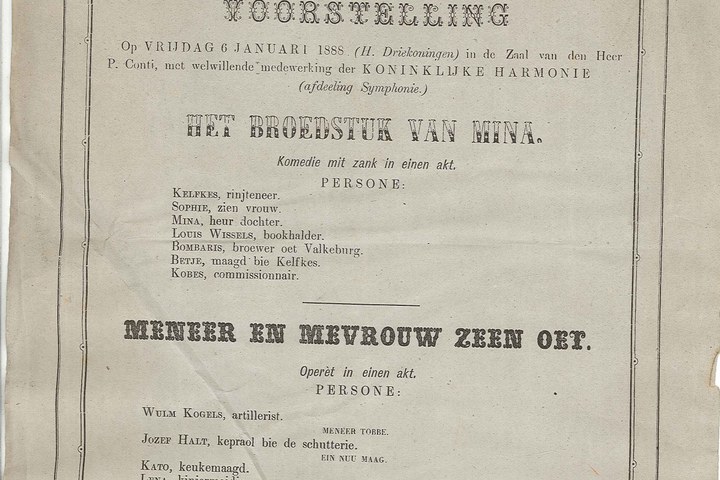 VOORSTELLING
Op VRIJDAG 6 JANUARI 1888 (H. Driekoningen) in de Zaal van den Heer
P. Conti, met welwillende medewerking der KONINKLIJKE HARMONIE
(afdeeling Symphonie.)
HET BROEDSTUK VAN MINA.
Komedie mit zank in einen akt.
PERSONE:
KELFKES, rinjteneer.
SOPHIE, zien vrouw.
MINA, heur dochter.
LOUIS WISSELS, bookhalder.
BOMBARIS, broewer oet Valkeburg.
BETJE, maagd bie Kelfkes.
KOBES, commissionnair.
MENEER EN MEVROUW ZEEN OET.
Operèt in einen akt.
PERSONE:
WULM KOGELS, artillerist.
MENEER TOBBE.
JOZEF HALT, kepraol bie de schutterie.
EIN NUU MAAG.
KATO, keukemaagd.